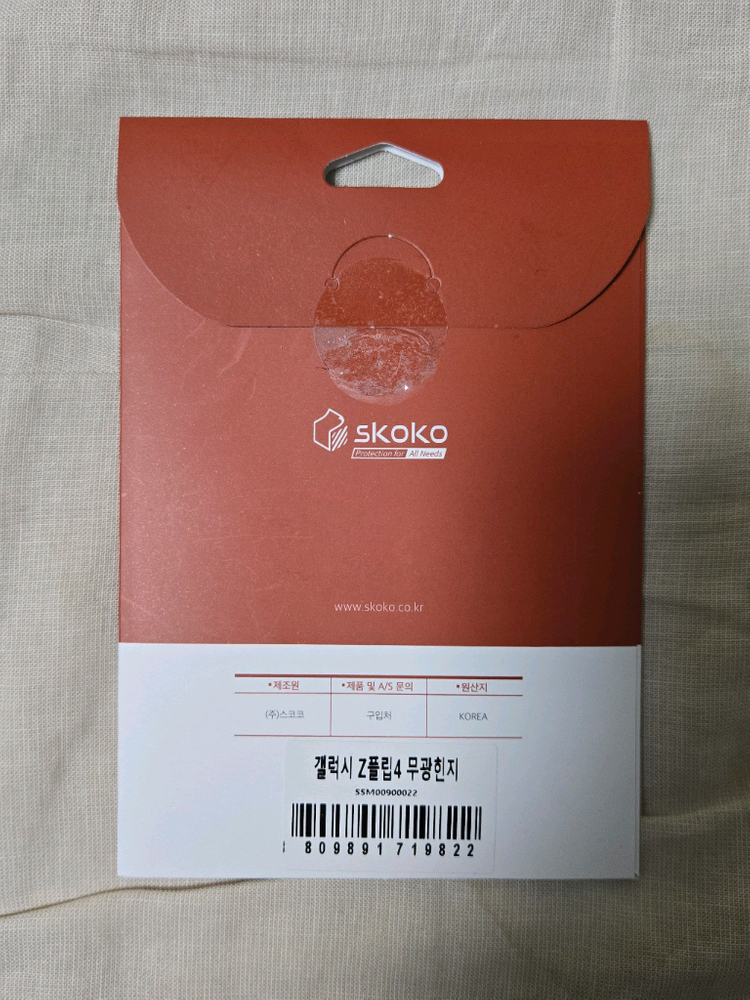 skoko
Protection for All Needs
www.skoko.co.kr
•제조원 •제품 및 A/S 문의 •원산지
(주)스코코 구입처 KOREA
갤럭시 Z플립4 무광힌지
SSM00900022
809891 719822